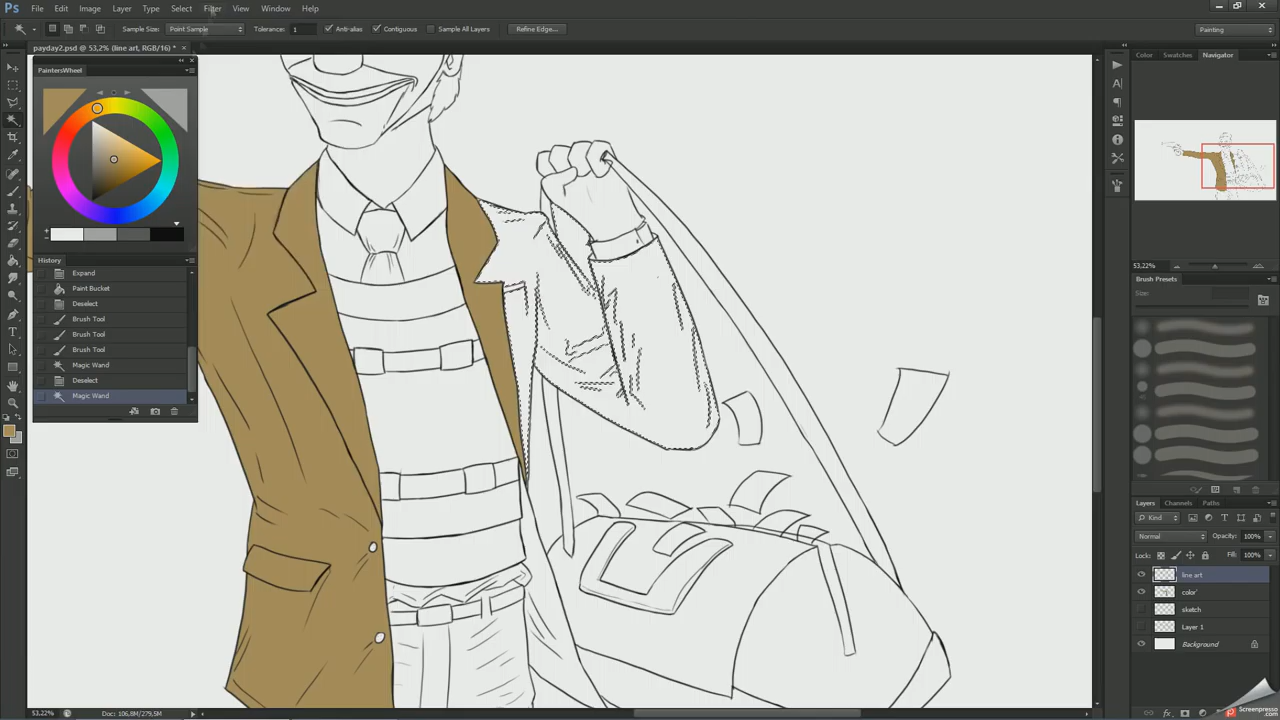 Ps File Edit Image Layer Type Select Filter View Window Help
Sample Size: Point Sample Tolerance: 1 Anti-alias Contiguous Sample All Layers Refine Edge... Painting
payday2.psd @ 53,2% (line art, RGB/16) * ×
PaintersWheel
Color Swatches Navigator
History
Expand
Paint Bucket
Deselect
Brush Tool
Brush Tool
Brush Tool
Magic Wand
Deselect
Magic Wand
53,22%
Brush Presets
Size:
Layers Channels Paths
Kind
Normal Opacity: 100%
Lock: Fill: 100%
line art
color
sketch
Layer 1
Background
53,22% Doc: 106,8M/279,5M
Screenpresso
.com